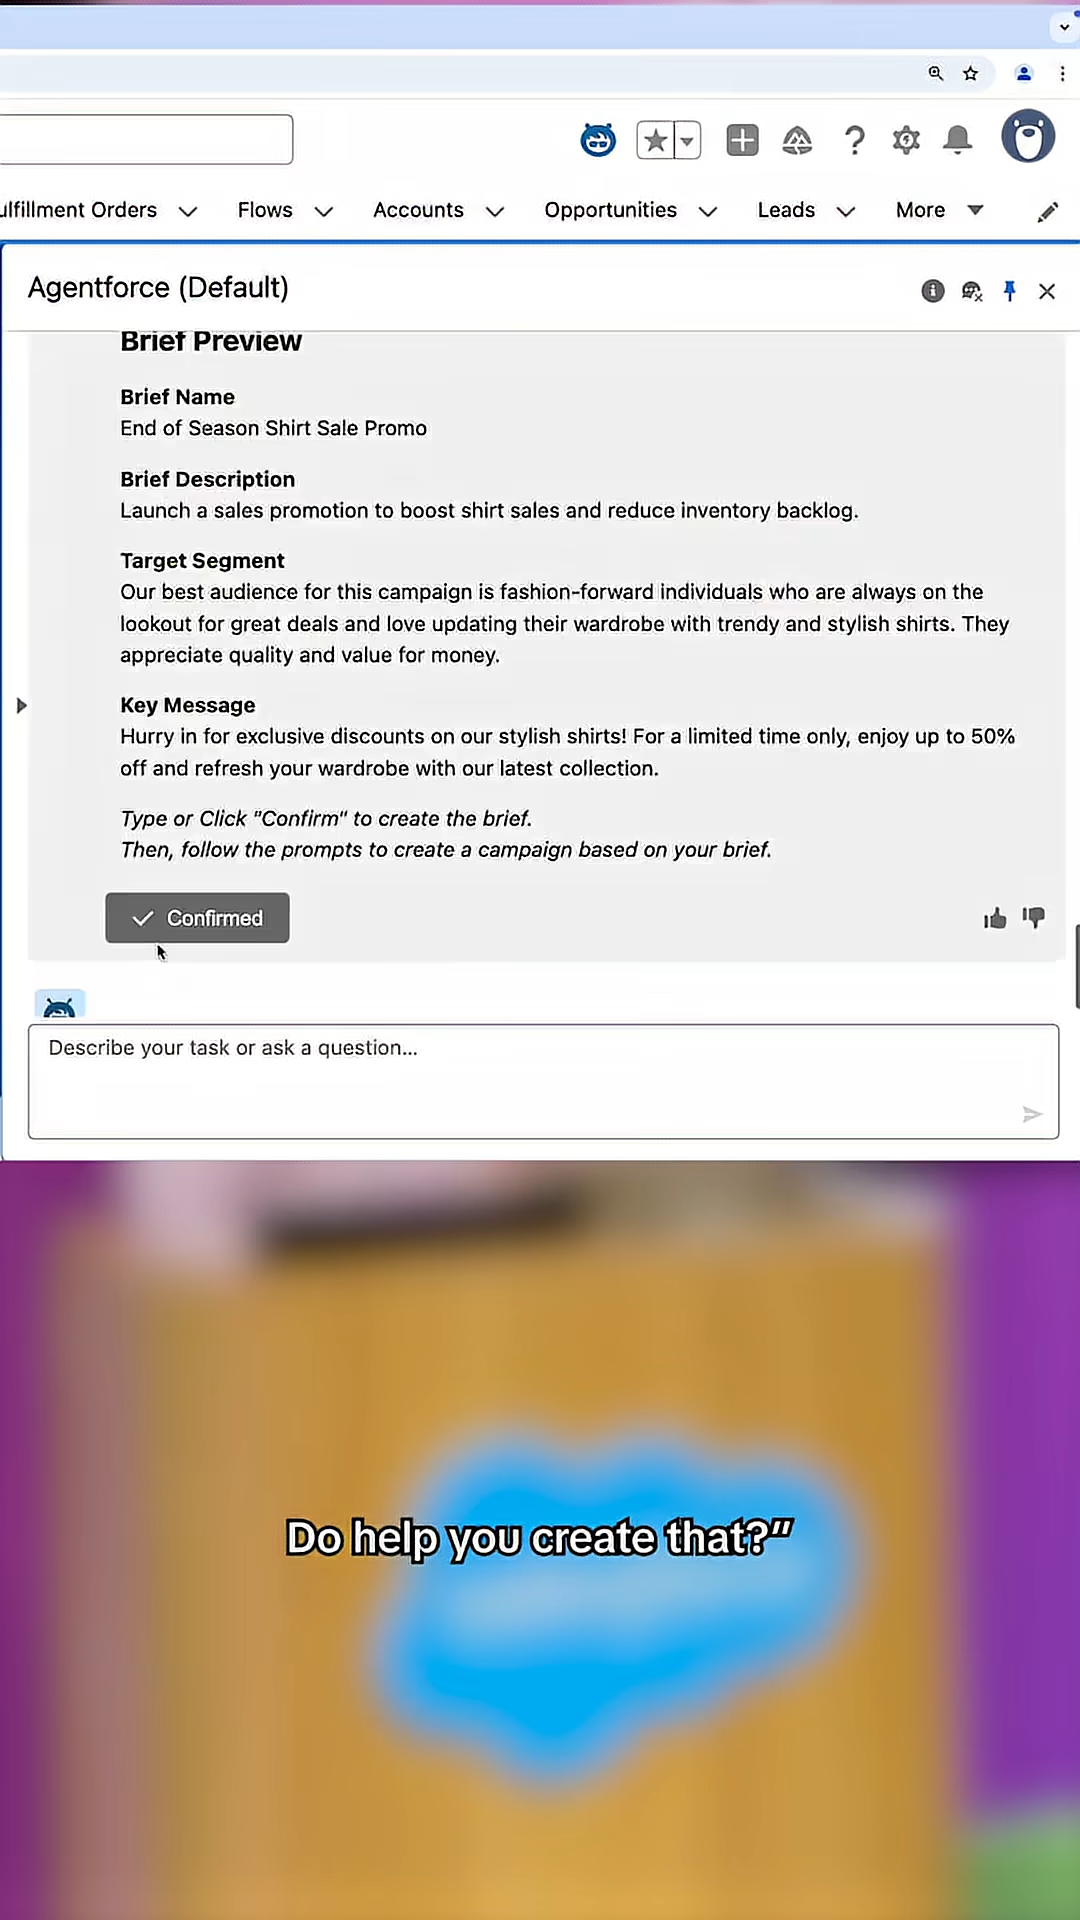 ulfillment Orders
Flows
Accounts
Opportunities
Leads
More
Agentforce (Default)
Brief Preview
Brief Name
End of Season Shirt Sale Promo
Brief Description
Launch a sales promotion to boost shirt sales and reduce inventory backlog.
Target Segment
Our best audience for this campaign is fashion-forward individuals who are always on the
lookout for great deals and love updating their wardrobe with trendy and stylish shirts. They
appreciate quality and value for money.
Key Message
Hurry in for exclusive discounts on our stylish shirts! For a limited time only, enjoy up to 50%
off and refresh your wardrobe with our latest collection.
Type or Click "Confirm" to create the brief.
Then, follow the prompts to create a campaign based on your brief.
Confirmed
Describe your task or ask a question...
Do help you create that?”